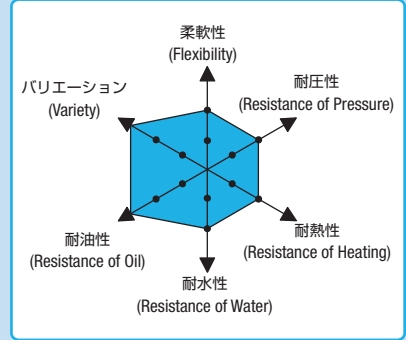 柔軟性
(Flexibility)
耐圧性
(Resistance of Pressure)
バリエーション
(Variety)
耐油性
(Resistance of Oil)
耐熱性
(Resistance of Heating)
耐水性
(Resistance of Water)